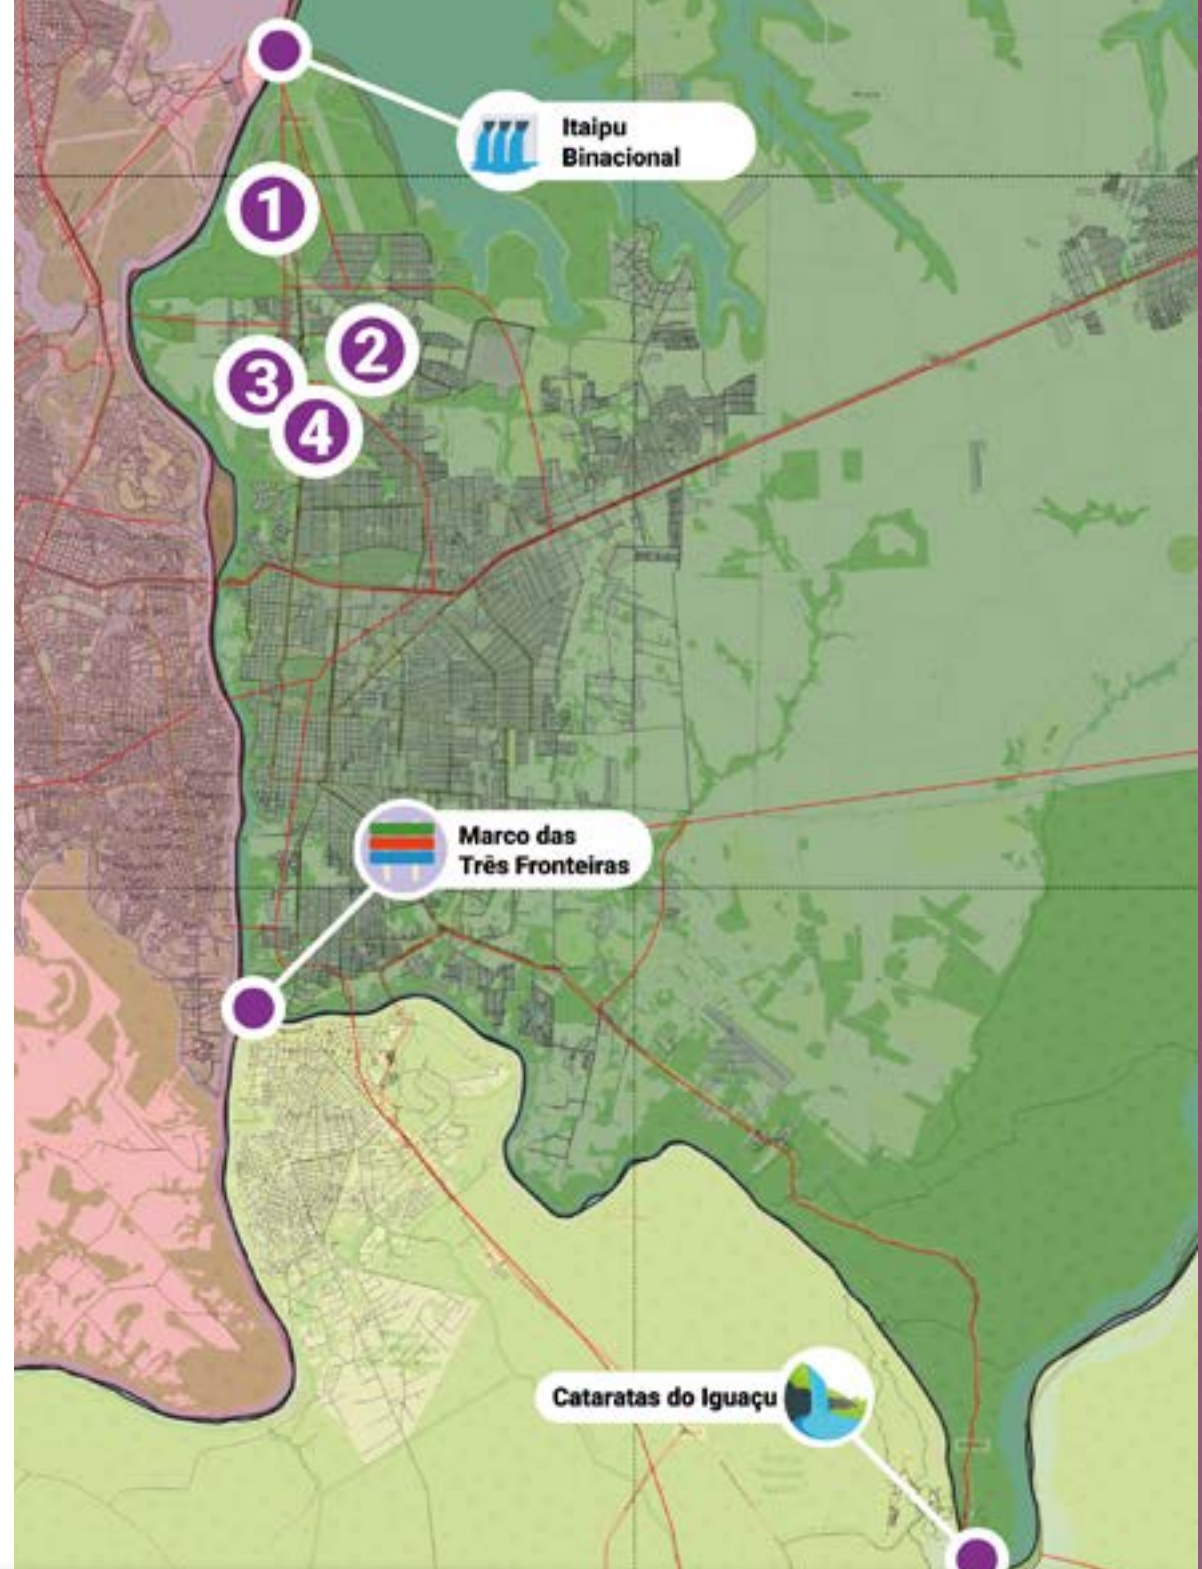 Itaipu
Binacional
1
2
3
4
Marco das
Três Fronteiras
Cataratas do Iguaçu